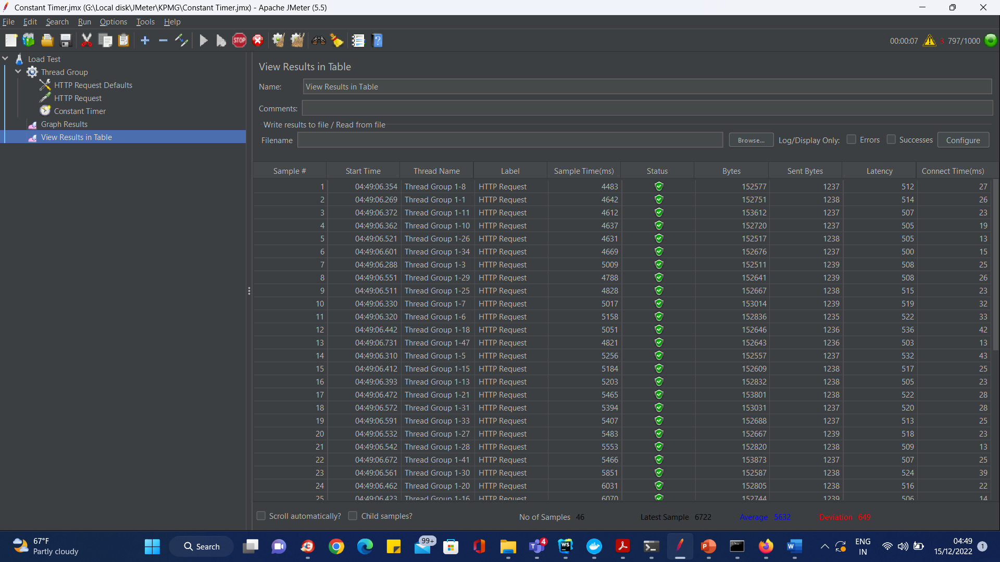 Constant Timer.jmx (G:\Local disk\JMeter\KPMG\Constant Timer.jmx) - Apache JMeter (5.5)
File Edit Search Run Options Tools Help
STOP 00:00:07 3 797/1000
Load Test
Thread Group
HTTP Request Defaults
HTTP Request
Constant Timer
Graph Results
View Results in Table
View Results in Table
Name: View Results in Table
Comments:
Write results to file / Read from file
Filename Browse... Log/Display Only: Errors Successes Configure
Sample # Start Time Thread Name Label Sample Time(ms) Status Bytes Sent Bytes Latency Connect Time(ms)
1 04:49:06.354 Thread Group 1-8 HTTP Request 4483 152577 1237 512 27
2 04:49:06.269 Thread Group 1-1 HTTP Request 4642 152751 1238 514 26
3 04:49:06.372 Thread Group 1-11 HTTP Request 4612 153612 1237 507 23
4 04:49:06.362 Thread Group 1-10 HTTP Request 4637 152720 1237 505 19
5 04:49:06.521 Thread Group 1-26 HTTP Request 4631 152517 1238 505 13
6 04:49:06.601 Thread Group 1-34 HTTP Request 4669 152676 1237 500 15
7 04:49:06.288 Thread Group 1-3 HTTP Request 5009 152511 1239 508 25
8 04:49:06.551 Thread Group 1-29 HTTP Request 4788 152641 1239 508 26
9 04:49:06.511 Thread Group 1-25 HTTP Request 4828 152667 1238 515 23
10 04:49:06.330 Thread Group 1-7 HTTP Request 5017 153014 1239 519 32
11 04:49:06.320 Thread Group 1-6 HTTP Request 5158 152836 1235 522 33
12 04:49:06.442 Thread Group 1-18 HTTP Request 5051 152646 1236 536 42
13 04:49:06.731 Thread Group 1-47 HTTP Request 4821 152643 1236 503 13
14 04:49:06.310 Thread Group 1-5 HTTP Request 5256 152557 1237 532 43
15 04:49:06.412 Thread Group 1-15 HTTP Request 5184 152609 1238 517 25
16 04:49:06.393 Thread Group 1-13 HTTP Request 5203 152832 1238 505 23
17 04:49:06.472 Thread Group 1-21 HTTP Request 5465 153801 1238 522 28
18 04:49:06.572 Thread Group 1-31 HTTP Request 5394 153031 1237 520 28
19 04:49:06.591 Thread Group 1-33 HTTP Request 5407 152688 1237 513 25
20 04:49:06.532 Thread Group 1-27 HTTP Request 5483 152667 1239 518 23
21 04:49:06.542 Thread Group 1-28 HTTP Request 5553 152820 1238 509 13
22 04:49:06.672 Thread Group 1-41 HTTP Request 5466 153873 1237 507 25
23 04:49:06.561 Thread Group 1-30 HTTP Request 5851 152587 1238 524 39
24 04:49:06.462 Thread Group 1-20 HTTP Request 6031 152805 1238 516 22
25 04:49:06.423 Thread Group 1-16 HTTP Request 6070 152744 1239 506 14
Scroll automatically? Child samples? No of Samples 46 Latest Sample 6722 Average 5632 Deviation 649
67°F
Partly cloudy
Search
99+
4
WS
ENG
IN
04:49
15/12/2022
1